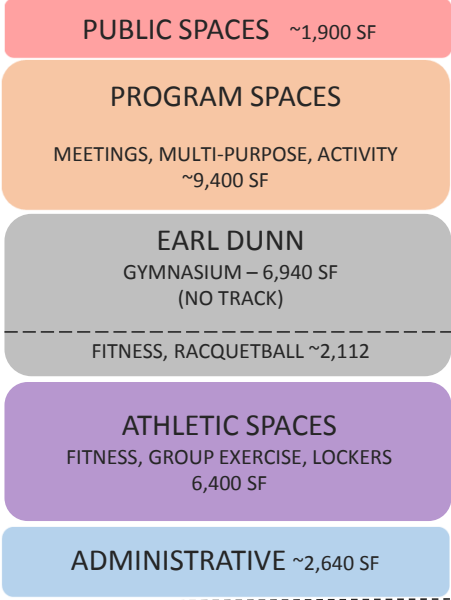 PUBLIC SPACES ~1,900 SF
PROGRAM SPACES
MEETINGS, MULTI-PURPOSE, ACTIVITY
~9,400 SF
EARL DUNN
GYMNASIUM – 6,940 SF
(NO TRACK)
FITNESS, RACQUETBALL ~2,112
ATHLETIC SPACES
FITNESS, GROUP EXERCISE, LOCKERS
6,400 SF
ADMINISTRATIVE ~2,640 SF